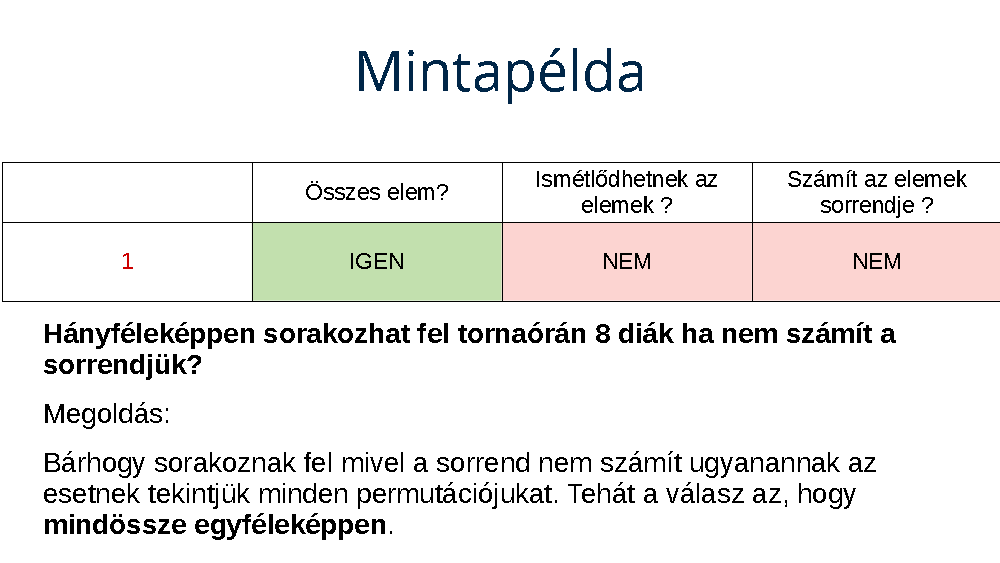 Mintapélda
Összes elem?
Ismétlődhetnek az
elemek ?
Számít az elemek
sorrendje ?
1
IGEN
NEM
NEM
Hányféleképpen sorakozhat fel tornaórán 8 diák ha nem számít a
sorrendjük?
Megoldás:
Bárhogy sorakoznak fel mivel a sorrend nem számít ugyanannak az
esetnek tekintjük minden permutációjukat. Tehát a válasz az, hogy
mindössze egyféleképpen.